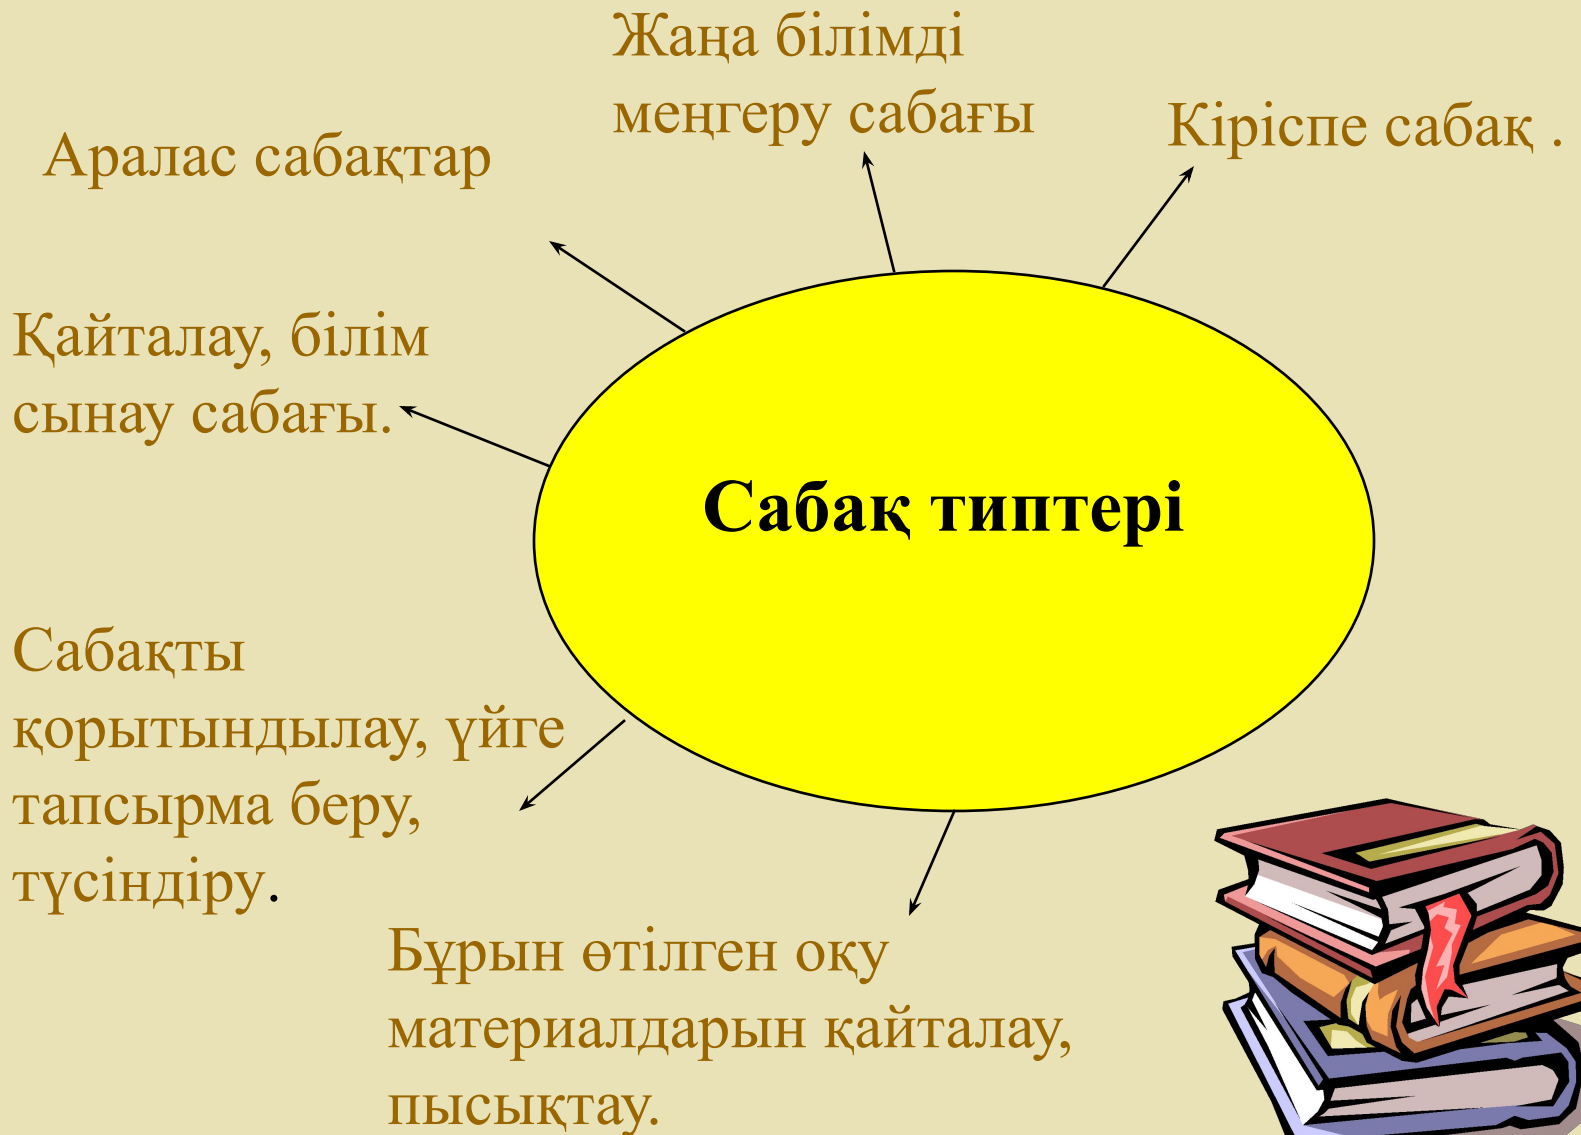 Жаңа білімді
меңгеру сабағы
Кіріспе сабақ .
Аралас сабақтар
Қайталау, білім
сынау сабағы.
Сабақ типтері
Сабақты
қорытындылау, үйге
тапсырма беру,
түсіндіру.
Бұрын өтілген оқу
материалдарын қайталау,
пысықтау.